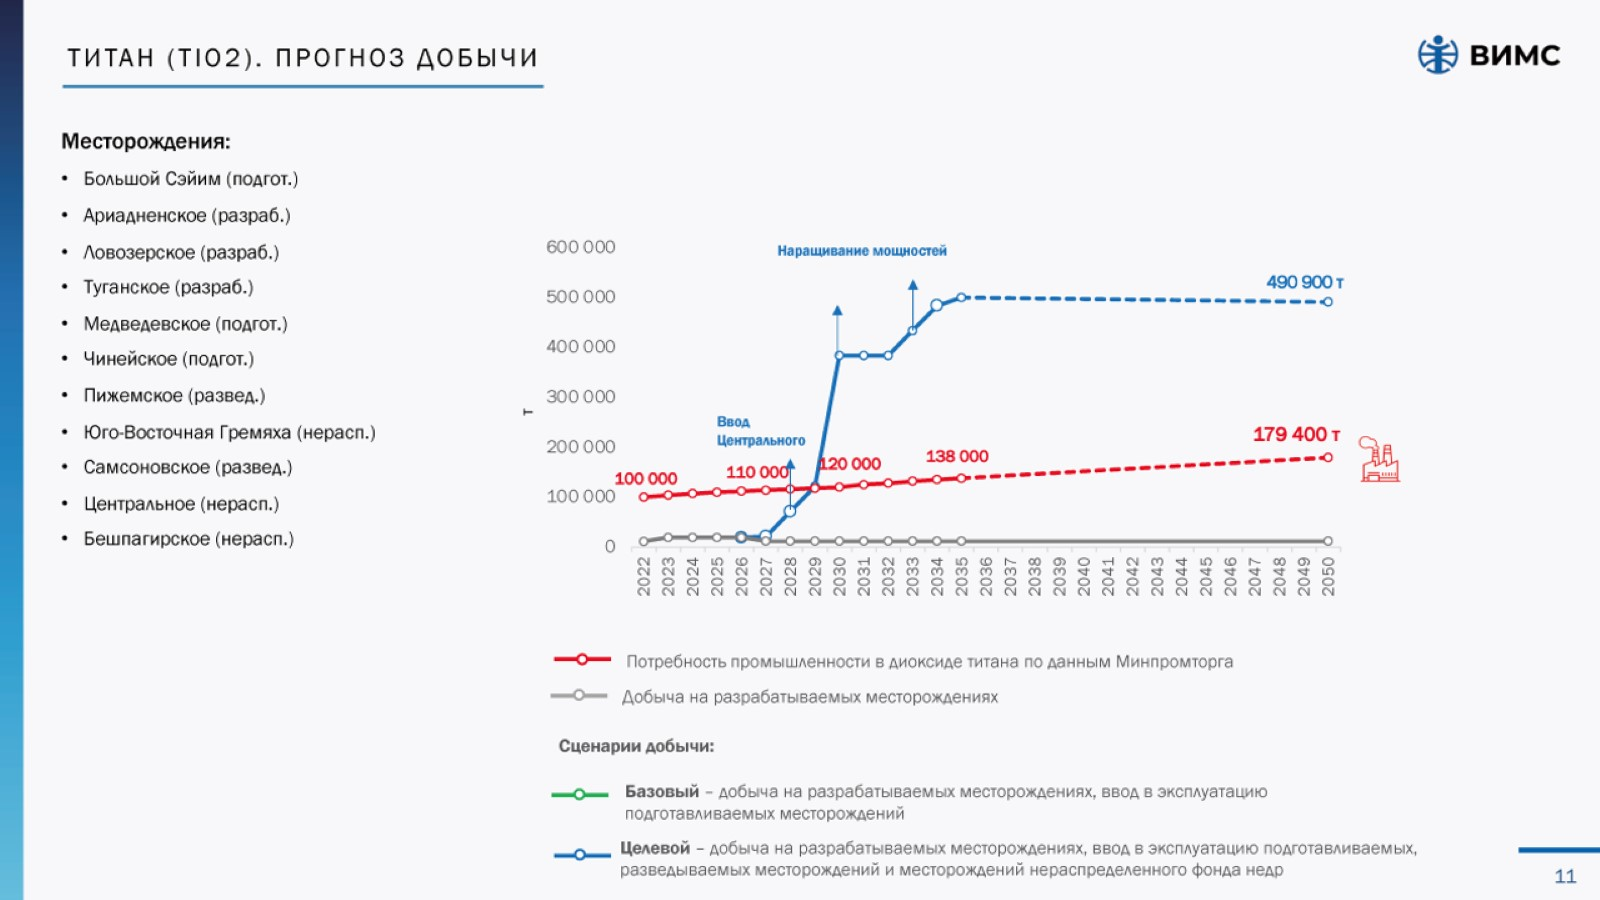 ТИТАН (TIO2). ПРОГНОЗ ДОБЫЧИ
ВИМС
Месторождения:
• Большой Сэйим (подгот.)
• Ариадненское (разраб.)
• Ловозерское (разраб.)
• Туганское (разраб.)
• Медведевское (подгот.)
• Чинейское (подгот.)
• Пижемское (развед.)
• Юго-Восточная Гремяха (нерасп.)
• Самсоновское (развед.)
• Центральное (нерасп.)
• Бешпагирское (нерасп.)
600 000
500 000
400 000
300 000
200 000
100 000
0
т
Наращивание мощностей
490 900 т
Ввод
Центрального
179 400 т
100 000
110 000
120 000
138 000
2022
2023
2024
2025
2026
2027
2028
2029
2030
2031
2032
2033
2034
2035
2036
2037
2038
2039
2040
2041
2042
2043
2044
2045
2046
2047
2048
2049
2050
Потребность промышленности в диоксиде титана по данным Минпромторга
Добыча на разрабатываемых месторождениях
Сценарии добычи:
Базовый – добыча на разрабатываемых месторождениях, ввод в эксплуатацию
подготавливаемых месторождений
Целевой – добыча на разрабатываемых месторождениях, ввод в эксплуатацию подготавливаемых,
разведываемых месторождений и месторождений нераспределенного фонда недр
11